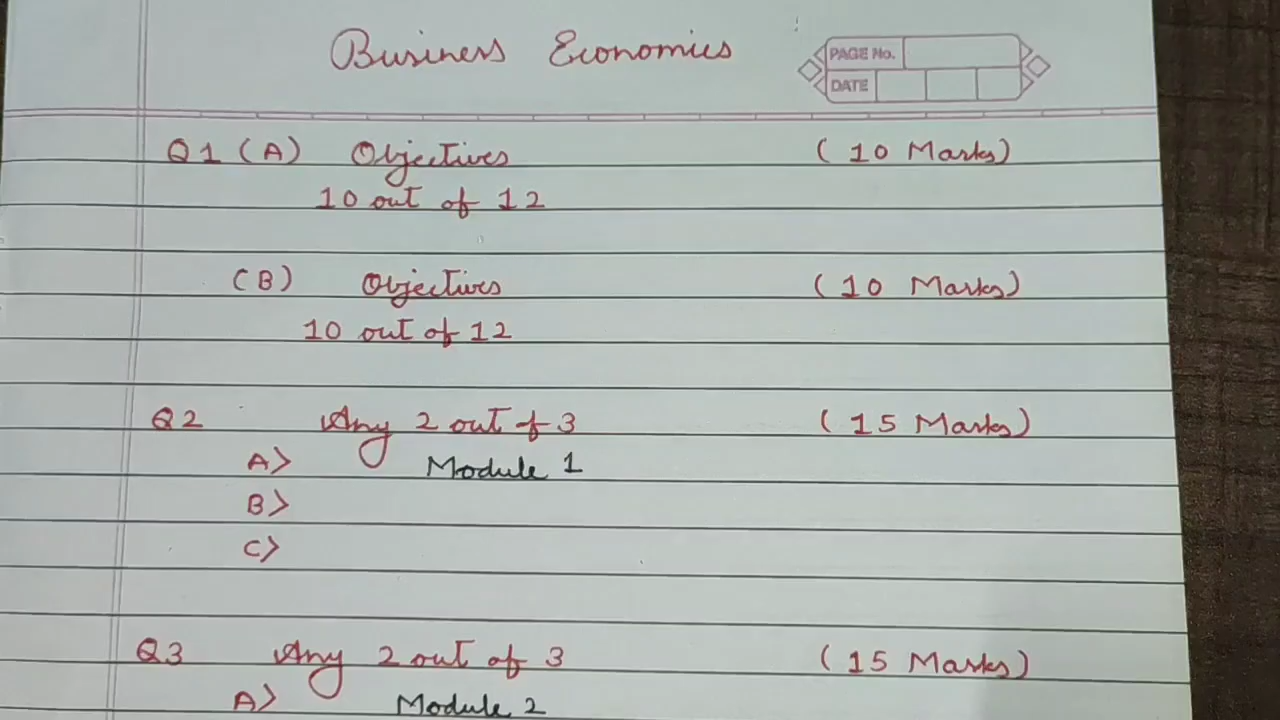 Business Economics
PAGE No.
DATE
Q1 (A) Objectives (10 Marks)
10 out of 12
(B) Objectives (10 Marks)
10 out of 12
Q2 Any 2 out of 3 (15 Marks)
A> Module 1
B>
C>
Q3 Any 2 out of 3 (15 Marks)
A> Module 2